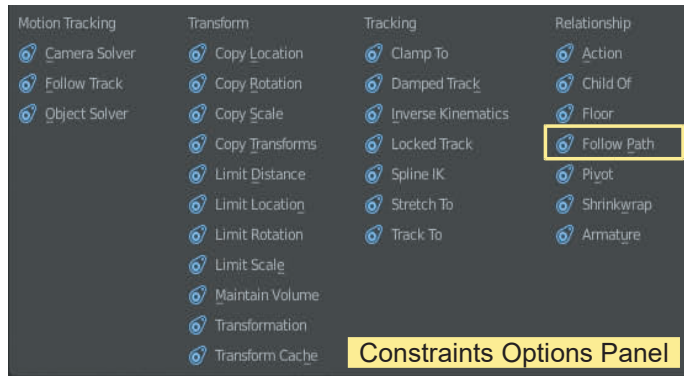 Motion Tracking
Camera Solver
Follow Track
Object Solver
Transform
Copy Location
Copy Rotation
Copy Scale
Copy Transforms
Limit Distance
Limit Location
Limit Rotation
Limit Scale
Maintain Volume
Transformation
Transform Cache
Tracking
Clamp To
Damped Track
Inverse Kinematics
Locked Track
Spline IK
Stretch To
Track To
Relationship
Action
Child Of
Floor
Follow Path
Pivot
Shrinkwrap
Armature
Constraints Options Panel